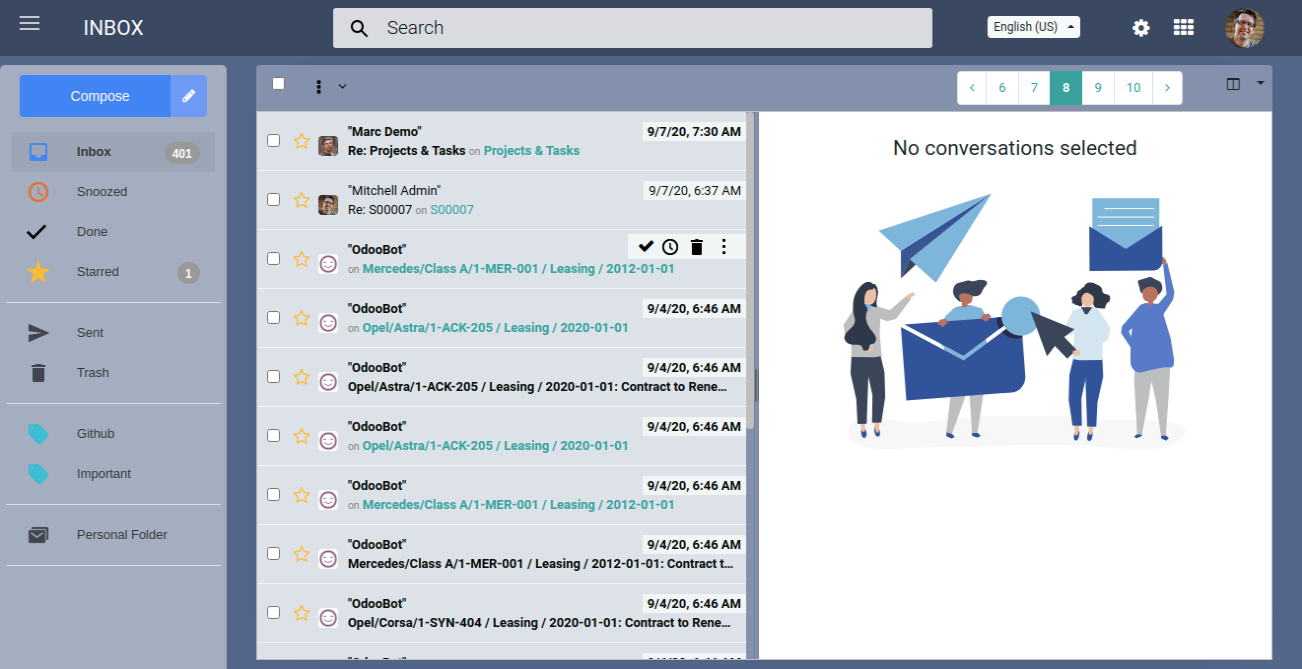 INBOX
Search
English (US)
Compose
Inbox 401
Snoozed
Done
Starred 1
Sent
Trash
Github
Important
Personal Folder
6 7 8 9 10
"Marc Demo" 9/7/20, 7:30 AM
Re: Projects & Tasks on Projects & Tasks
"Mitchell Admin" 9/7/20, 6:37 AM
Re: S00007 on S00007
"OdooBot"
on Mercedes/Class A/1-MER-001 / Leasing / 2012-01-01
"OdooBot" 9/4/20, 6:46 AM
on Opel/Astra/1-ACK-205 / Leasing / 2020-01-01
"OdooBot" 9/4/20, 6:46 AM
Opel/Astra/1-ACK-205 / Leasing / 2020-01-01: Contract to Rene...
"OdooBot" 9/4/20, 6:46 AM
on Opel/Astra/1-ACK-205 / Leasing / 2020-01-01
"OdooBot" 9/4/20, 6:46 AM
on Mercedes/Class A/1-MER-001 / Leasing / 2012-01-01
"OdooBot" 9/4/20, 6:46 AM
Mercedes/Class A/1-MER-001 / Leasing / 2012-01-01: Contract t...
"OdooBot" 9/4/20, 6:46 AM
Opel/Corsa/1-SYN-404 / Leasing / 2020-01-01: Contract to Rene...
No conversations selected